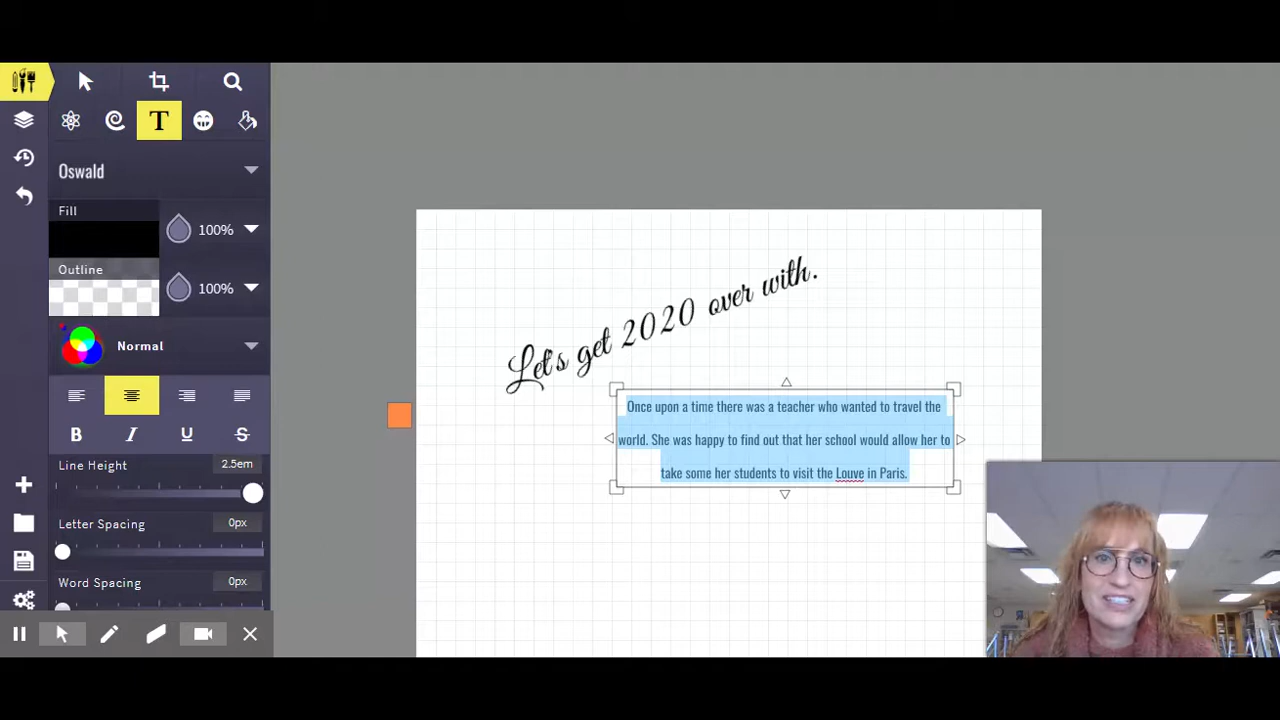 T
Oswald
Fill
100%
Outline
100%
Normal
B I U S
Line Height 2.5em
Letter Spacing 0px
Word Spacing 0px
Let's get 2020 over with.
Once upon a time there was a teacher who wanted to travel the
world. She was happy to find out that her school would allow her to
take some her students to visit the Louve in Paris.